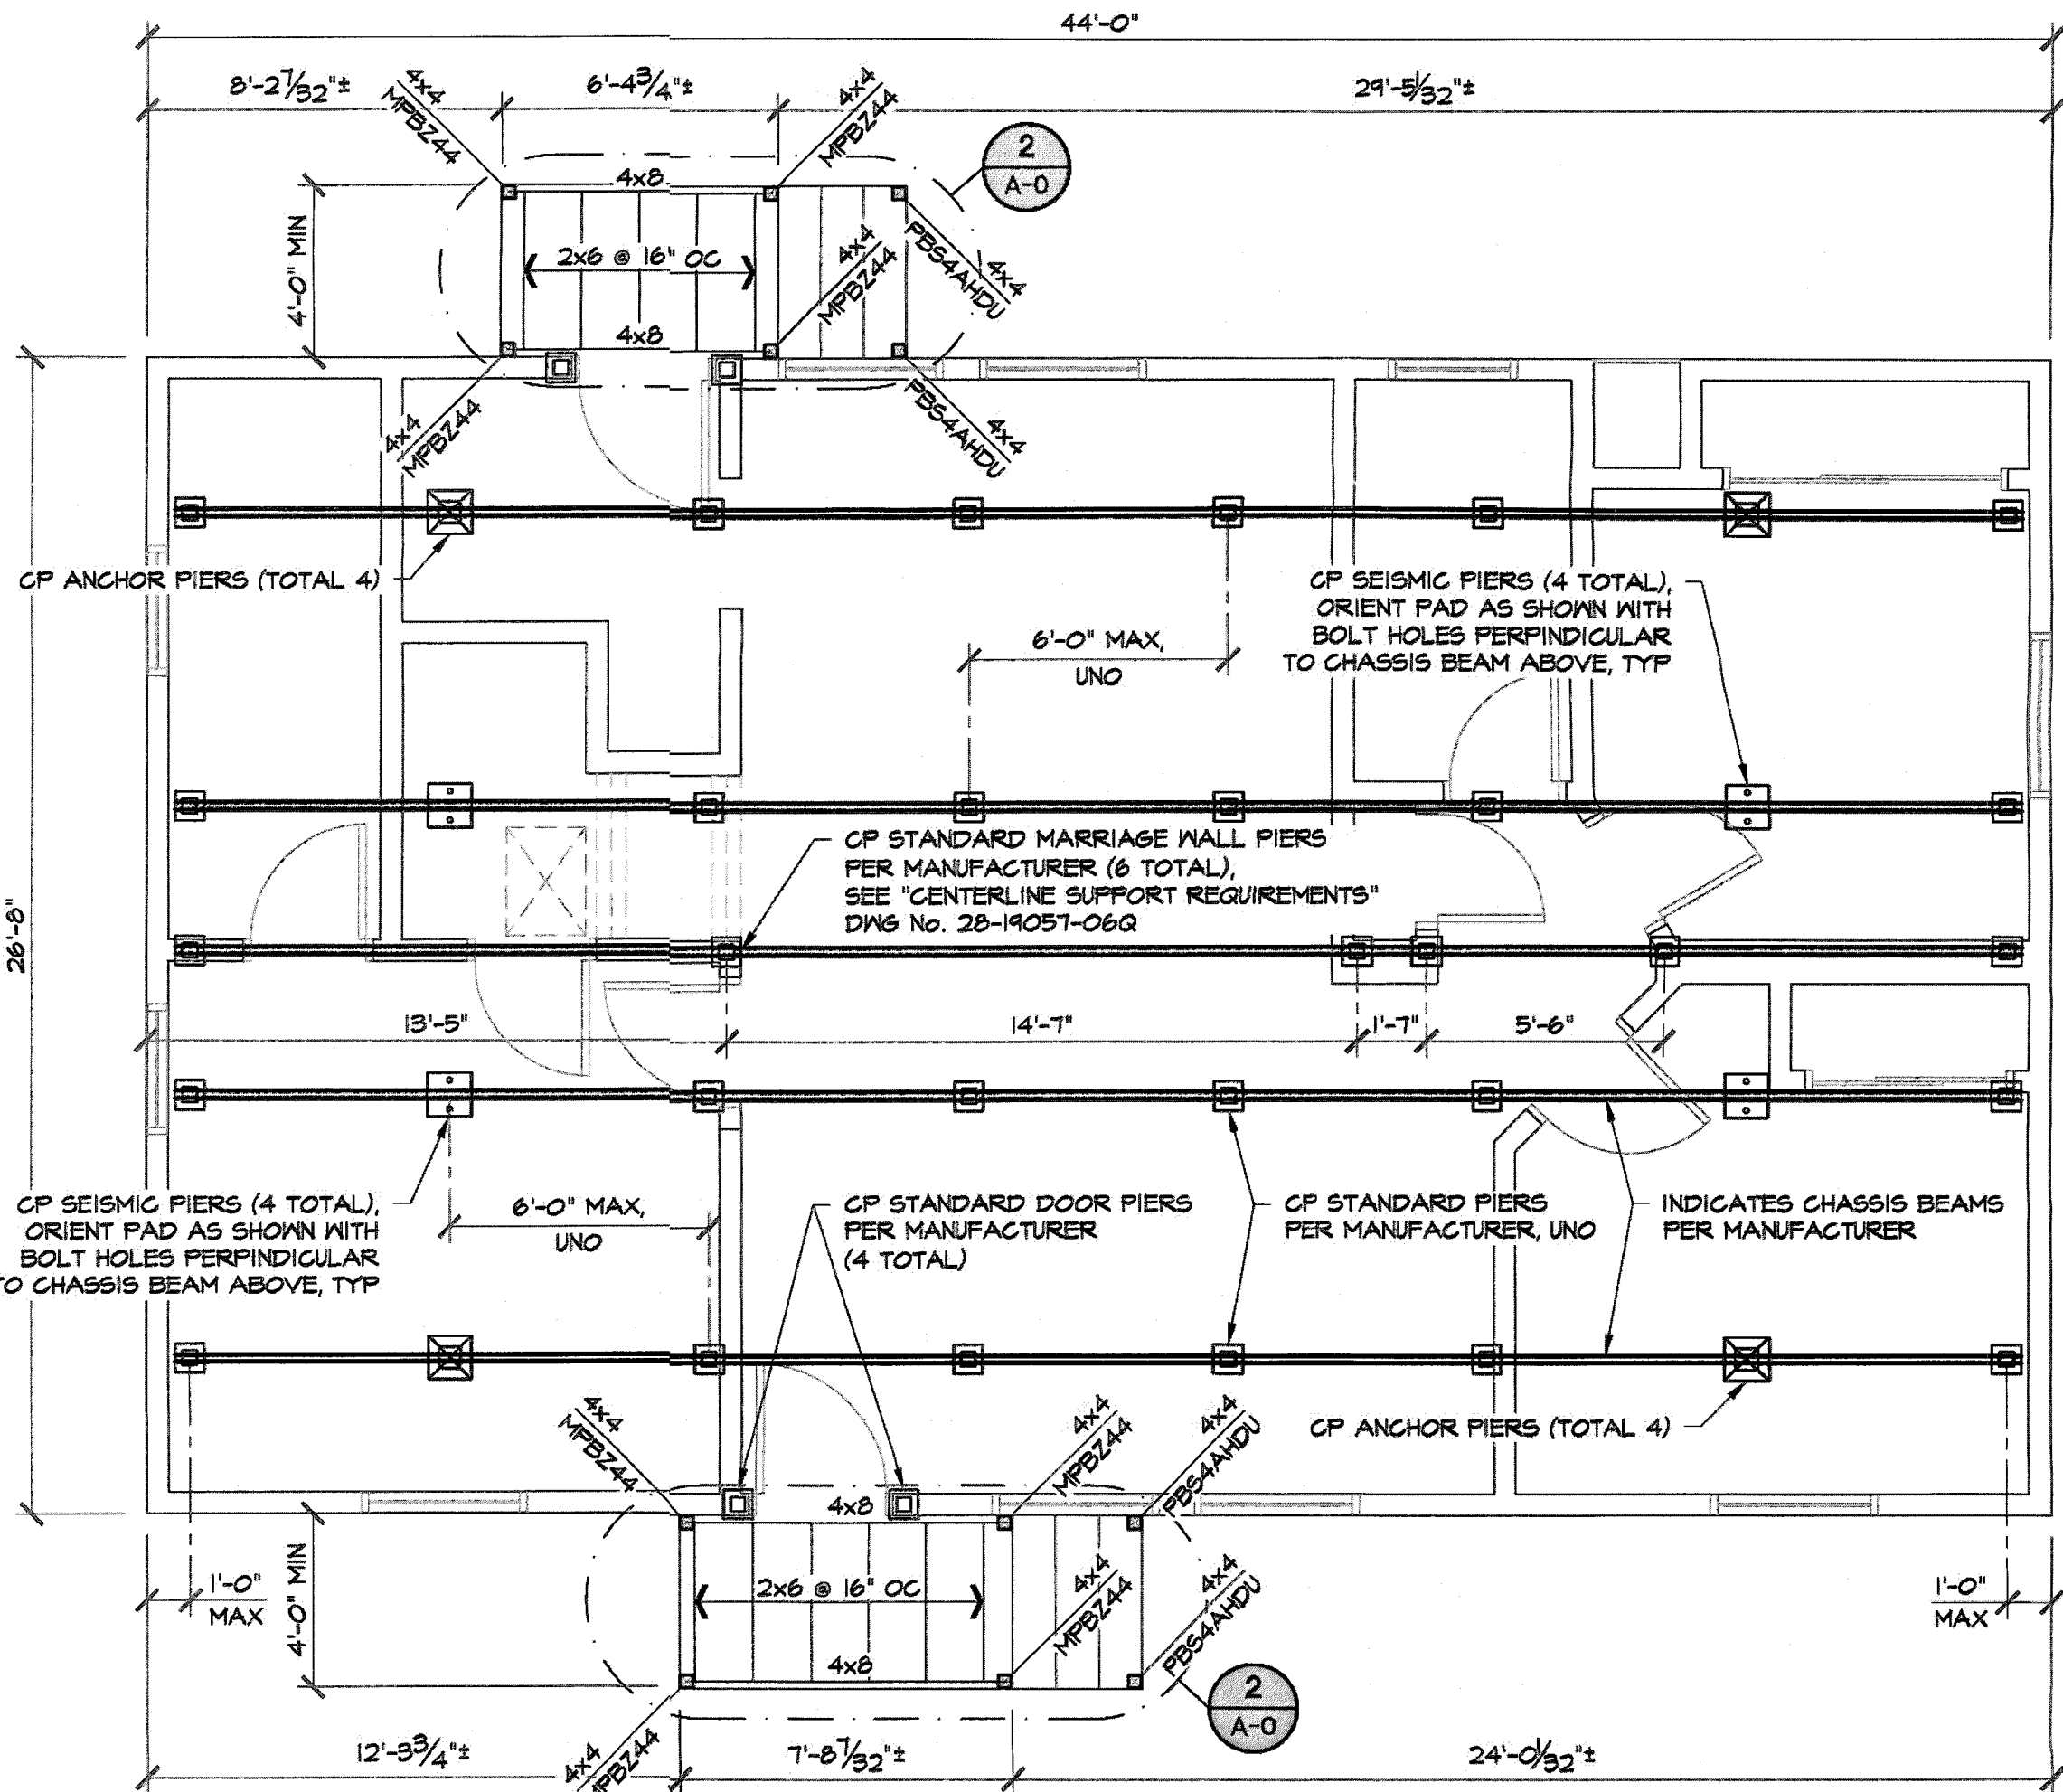 44'-0"
8'-2 7/32"±
6'-4 3/4"±
29'-5/32"±
4x4
MPBZ44
4x4
MPBZ44
2
A-0
4'-0" MIN
4x8
2x6 @ 16" OC
4x4
MPBZ44
4x4
PBS4AHDU
4x8
4x4
MPBZ44
4x4
PBS4AHDU
CP ANCHOR PIERS (TOTAL 4)
CP SEISMIC PIERS (4 TOTAL),
ORIENT PAD AS SHOWN WITH
BOLT HOLES PERPINDICULAR
TO CHASSIS BEAM ABOVE, TYP
6'-0" MAX,
UNO
CP STANDARD MARRIAGE WALL PIERS
PER MANUFACTURER (6 TOTAL),
SEE "CENTERLINE SUPPORT REQUIREMENTS"
DWG No. 28-19057-06Q
26'-8"
13'-5"
14'-7"
1'-7"
5'-6"
CP SEISMIC PIERS (4 TOTAL),
ORIENT PAD AS SHOWN WITH
BOLT HOLES PERPINDICULAR
TO CHASSIS BEAM ABOVE, TYP
6'-0" MAX,
UNO
CP STANDARD DOOR PIERS
PER MANUFACTURER
(4 TOTAL)
CP STANDARD PIERS
PER MANUFACTURER, UNO
INDICATES CHASSIS BEAMS
PER MANUFACTURER
CP ANCHOR PIERS (TOTAL 4)
4x4
MPBZ44
4x4
MPBZ44
4x4
PBS4AHDU
4x8
1'-0"
MAX
4'-0" MIN
2x6 @ 16" OC
4x4
MPBZ44
4x4
PBS4AHDU
1'-0"
MAX
4x8
2
A-0
4x4
MPBZ44
12'-3 3/4"±
7'-8 7/32"±
24'-0 1/32"±